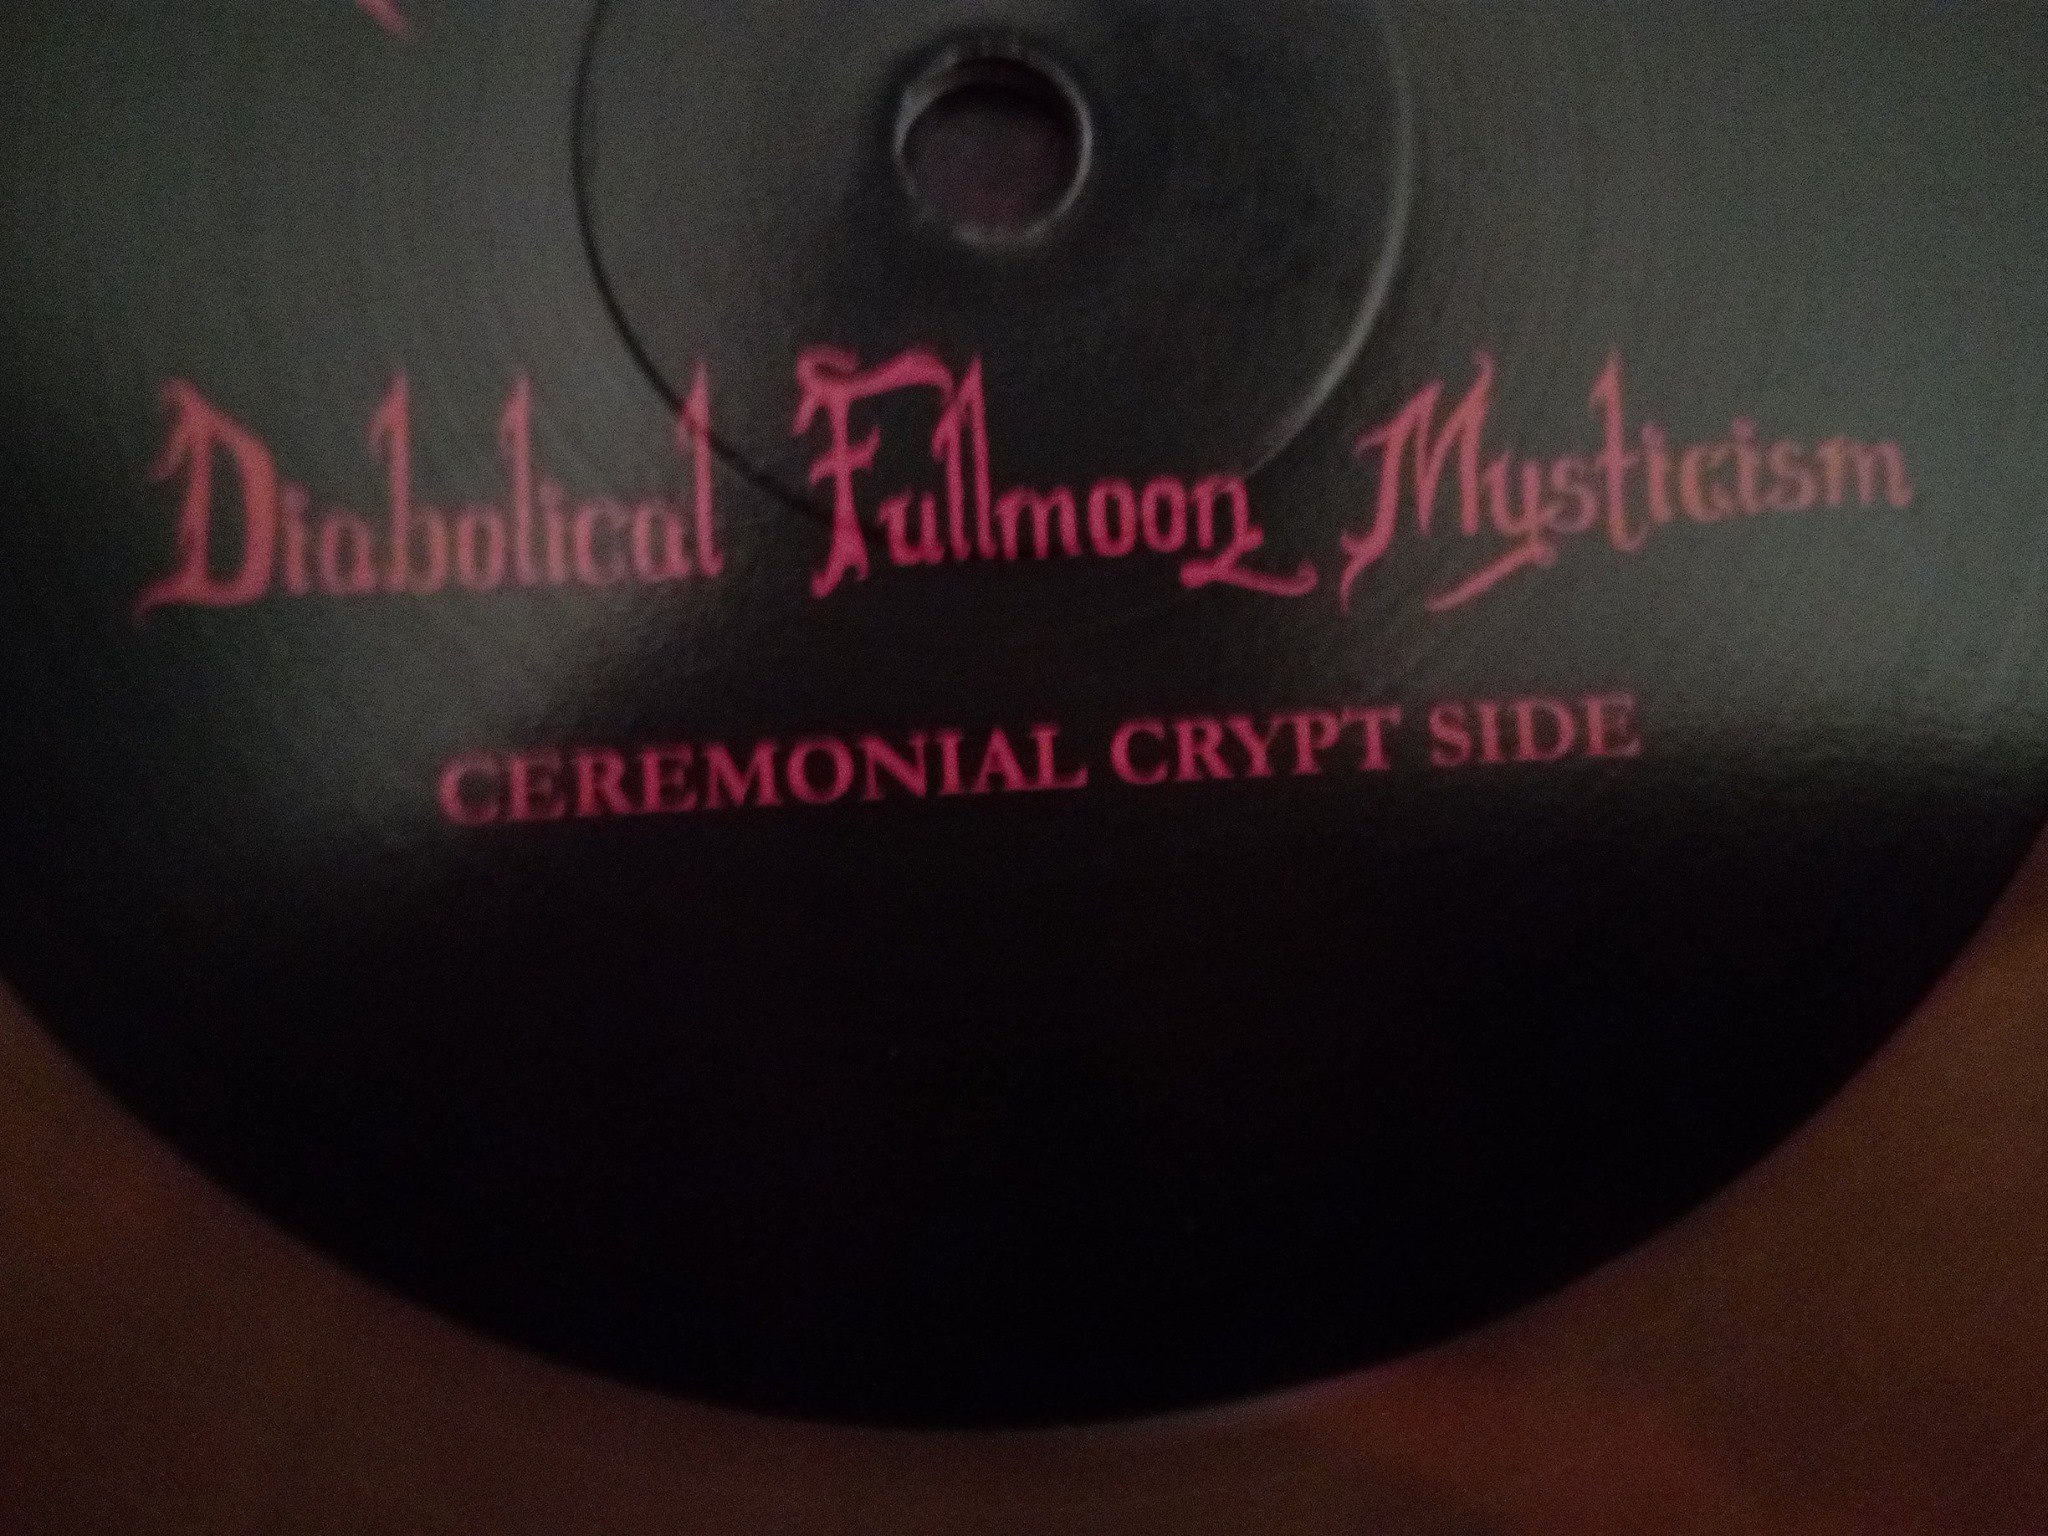 Diabolical Fullmoon Mysticism
CEREMONIAL CRYPT SIDE